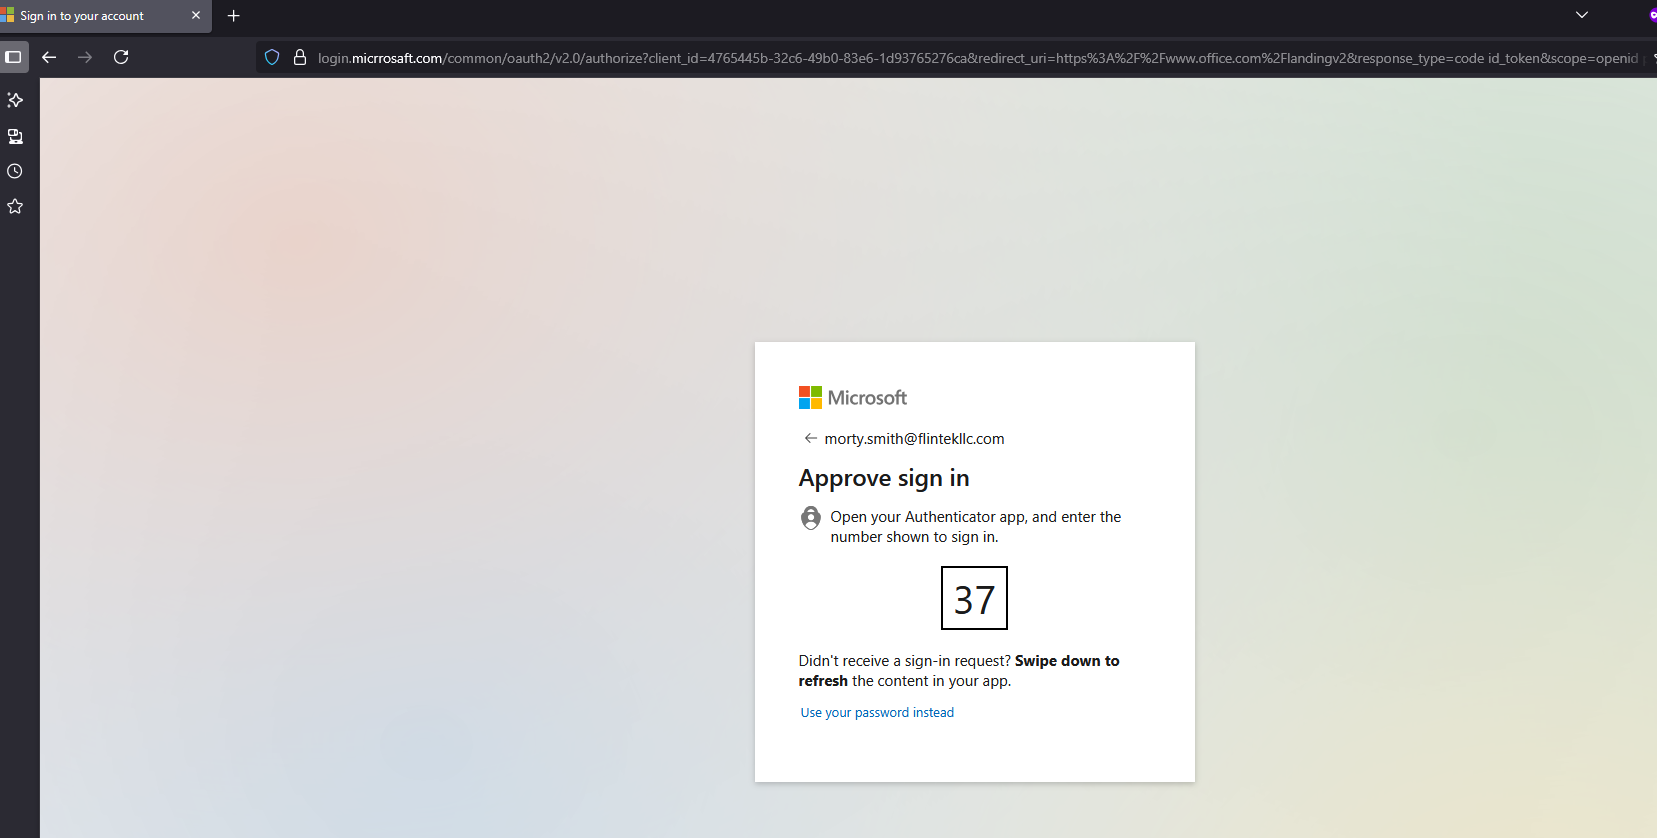 Sign in to your account
login.micrrosaft.com/common/oauth2/v2.0/authorize?client_id=4765445b-32c6-49b0-83e6-1d93765276ca&redirect_uri=https%3A%2F%2Fwww.office.com%2Flandingv2&response_type=code id_token&scope=openid
Microsoft
morty.smith@flintekllc.com
Approve sign in
Open your Authenticator app, and enter the
number shown to sign in.
37
Didn't receive a sign-in request? Swipe down to
refresh the content in your app.
Use your password instead